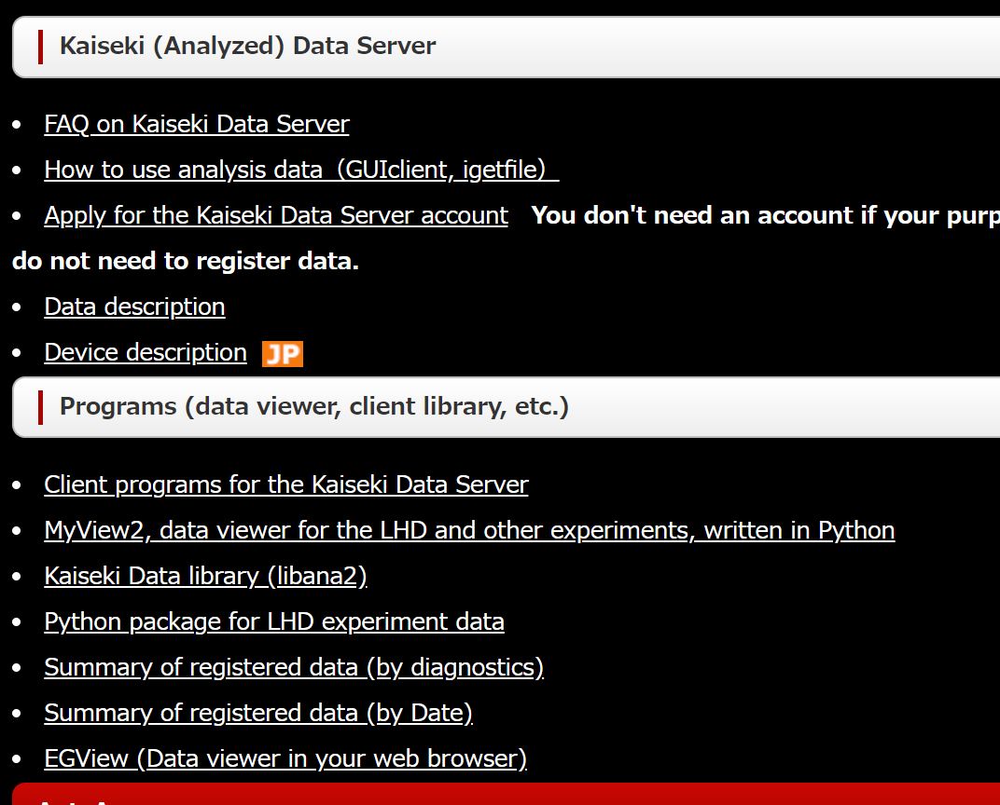 Kaiseki (Analyzed) Data Server
FAQ on Kaiseki Data Server
How to use analysis data（GUIclient, igetfile）
Apply for the Kaiseki Data Server account You don't need an account if your
do not need to register data.
Data description
Device description JP
Programs (data viewer, client library, etc.)
Client programs for the Kaiseki Data Server
MyView2, data viewer for the LHD and other experiments, written in Python
Kaiseki Data library (libana2)
Python package for LHD experiment data
Summary of registered data (by diagnostics)
Summary of registered data (by Date)
EGView (Data viewer in your web browser)